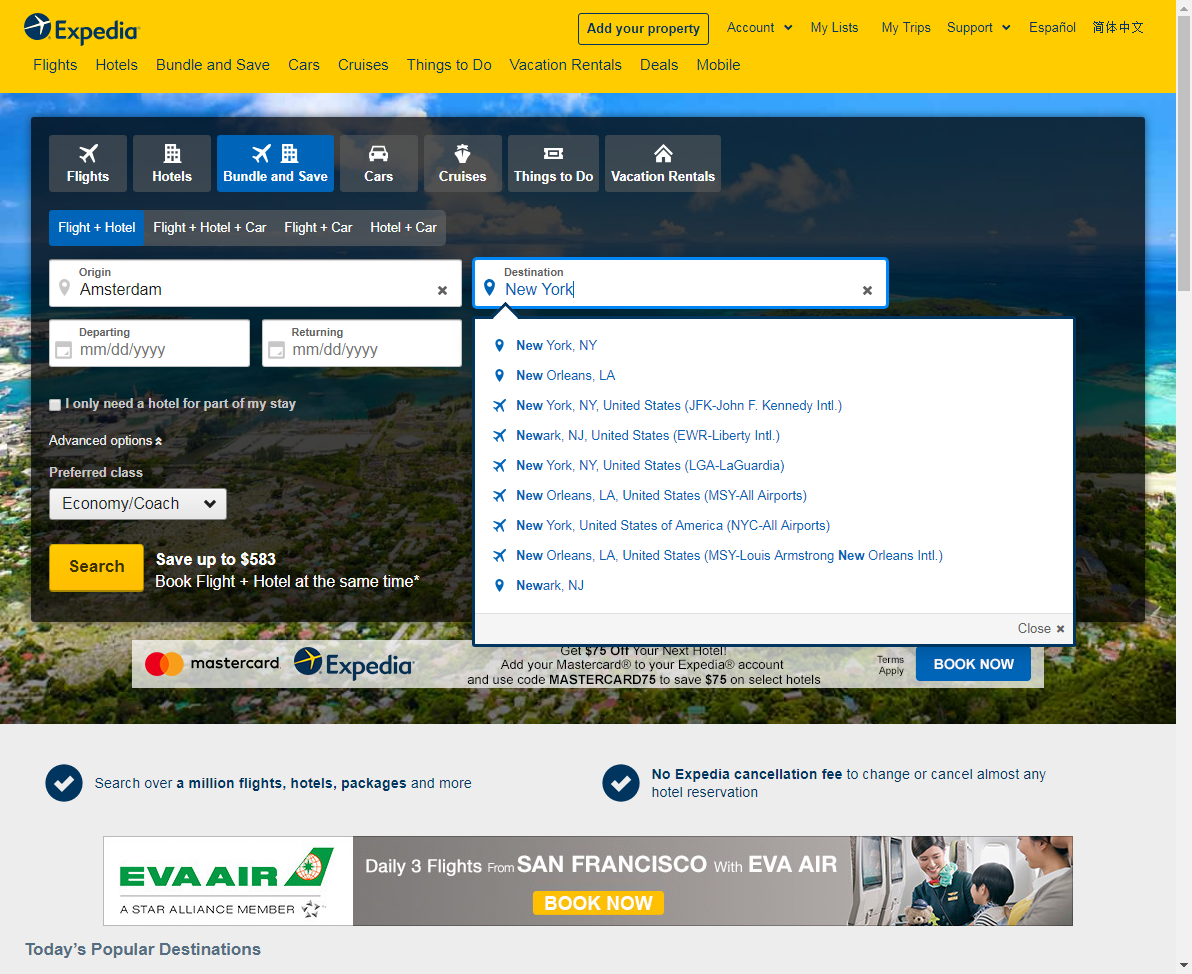 Expedia
Add your property
Account
My Lists
My Trips
Support
Español
简体中文
Flights
Hotels
Bundle and Save
Cars
Cruises
Things to Do
Vacation Rentals
Deals
Mobile
Flights
Hotels
Bundle and Save
Cars
Cruises
Things to Do
Vacation Rentals
Flight + Hotel
Flight + Hotel + Car
Flight + Car
Hotel + Car
Origin
Amsterdam
Destination
New York
Departing
mm/dd/yyyy
Returning
mm/dd/yyyy
New York, NY
New Orleans, LA
New York, NY, United States (JFK-John F. Kennedy Intl.)
Newark, NJ, United States (EWR-Liberty Intl.)
New York, NY, United States (LGA-LaGuardia)
New Orleans, LA, United States (MSY-All Airports)
New York, United States of America (NYC-All Airports)
New Orleans, LA, United States (MSY-Louis Armstrong New Orleans Intl.)
Newark, NJ
Close
I only need a hotel for part of my stay
Advanced options
Preferred class
Economy/Coach
Search
Save up to $583
Book Flight + Hotel at the same time*
mastercard
Expedia
Get $75 Off Your Next Hotel!
Add your Mastercard® to your Expedia® account
and use code MASTERCARD75 to save $75 on select hotels
Terms
Apply
BOOK NOW
Search over a million flights, hotels, packages and more
No Expedia cancellation fee to change or cancel almost any
hotel reservation
EVA AIR
A STAR ALLIANCE MEMBER
Daily 3 Flights From SAN FRANCISCO With EVA AIR
BOOK NOW
Today's Popular Destinations